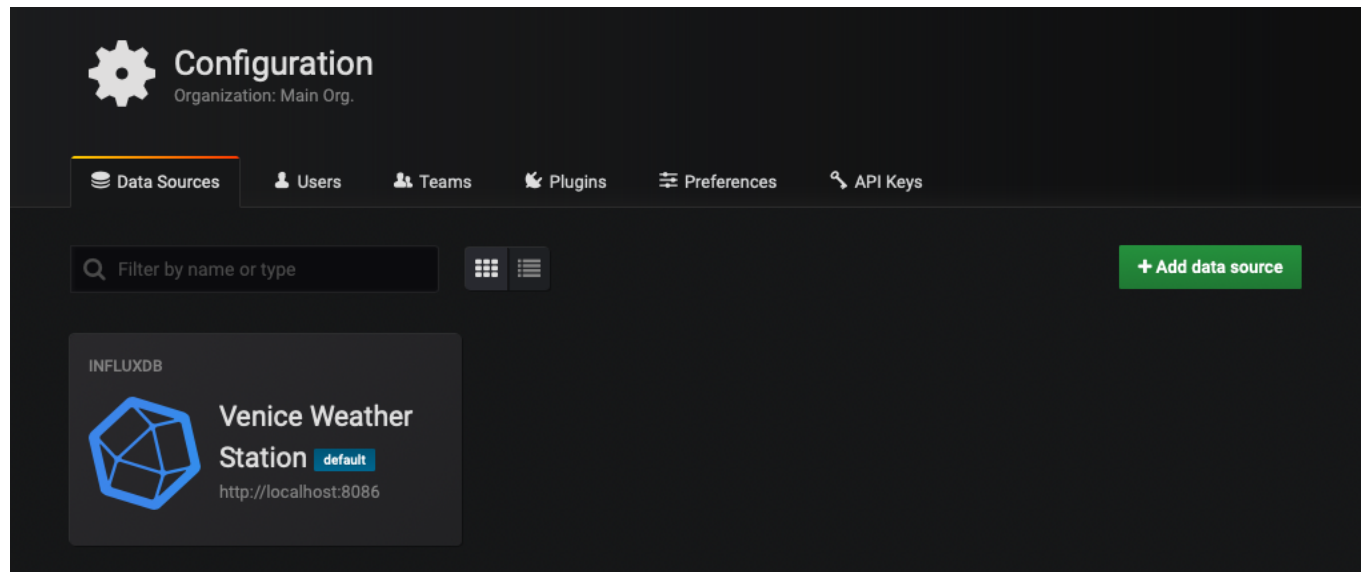 Configuration
Organization: Main Org.
Data Sources
Users
Teams
Plugins
Preferences
API Keys
Filter by name or type
+ Add data source
INFLUXDB
Venice Weather
Station default
http://localhost:8086